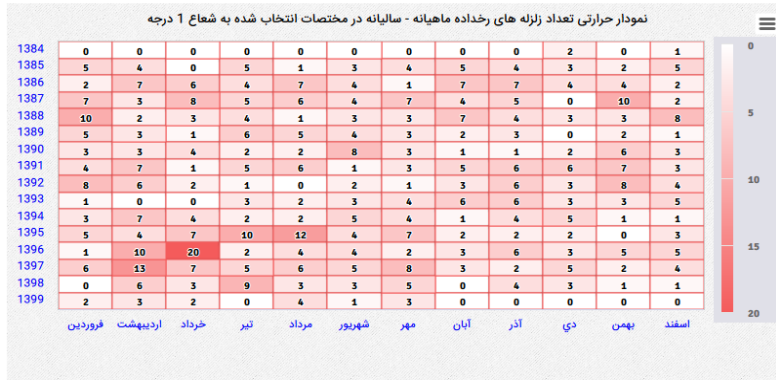 نمودار حرارتی تعداد زلزله های رخداده ماهیانه - سالیانه در مختصات انتخاب شده به شعاع 1 درجه
1384 0 0 0 0 0 0 0 0 0 2 0 1
1385 5 4 0 5 1 3 4 5 4 3 2 5
1386 2 7 6 4 7 4 1 7 7 4 4 2
1387 7 3 8 5 6 4 7 4 5 0 10 2
1388 10 2 3 4 1 3 3 7 4 3 3 8
1389 5 3 1 6 5 4 3 2 3 0 2 1
1390 3 3 4 2 2 8 3 1 1 2 6 3
1391 4 7 1 5 6 1 3 5 6 6 7 3
1392 8 6 2 1 0 2 1 3 6 3 8 4
1393 1 0 0 3 2 3 4 6 6 3 3 5
1394 3 7 4 2 2 5 4 1 4 5 1 1
1395 5 4 7 10 12 4 7 2 2 2 0 3
1396 1 10 20 2 4 4 2 3 6 3 5 5
1397 6 13 7 5 6 5 8 3 2 5 2 4
1398 0 6 3 9 3 3 5 0 4 3 1 1
1399 2 3 2 0 4 1 3 0 0 0 0 0
فروردین اردیبهشت خرداد تیر مرداد شهریور مهر آبان آذر دي بهمن اسفند
0
5
10
15
20